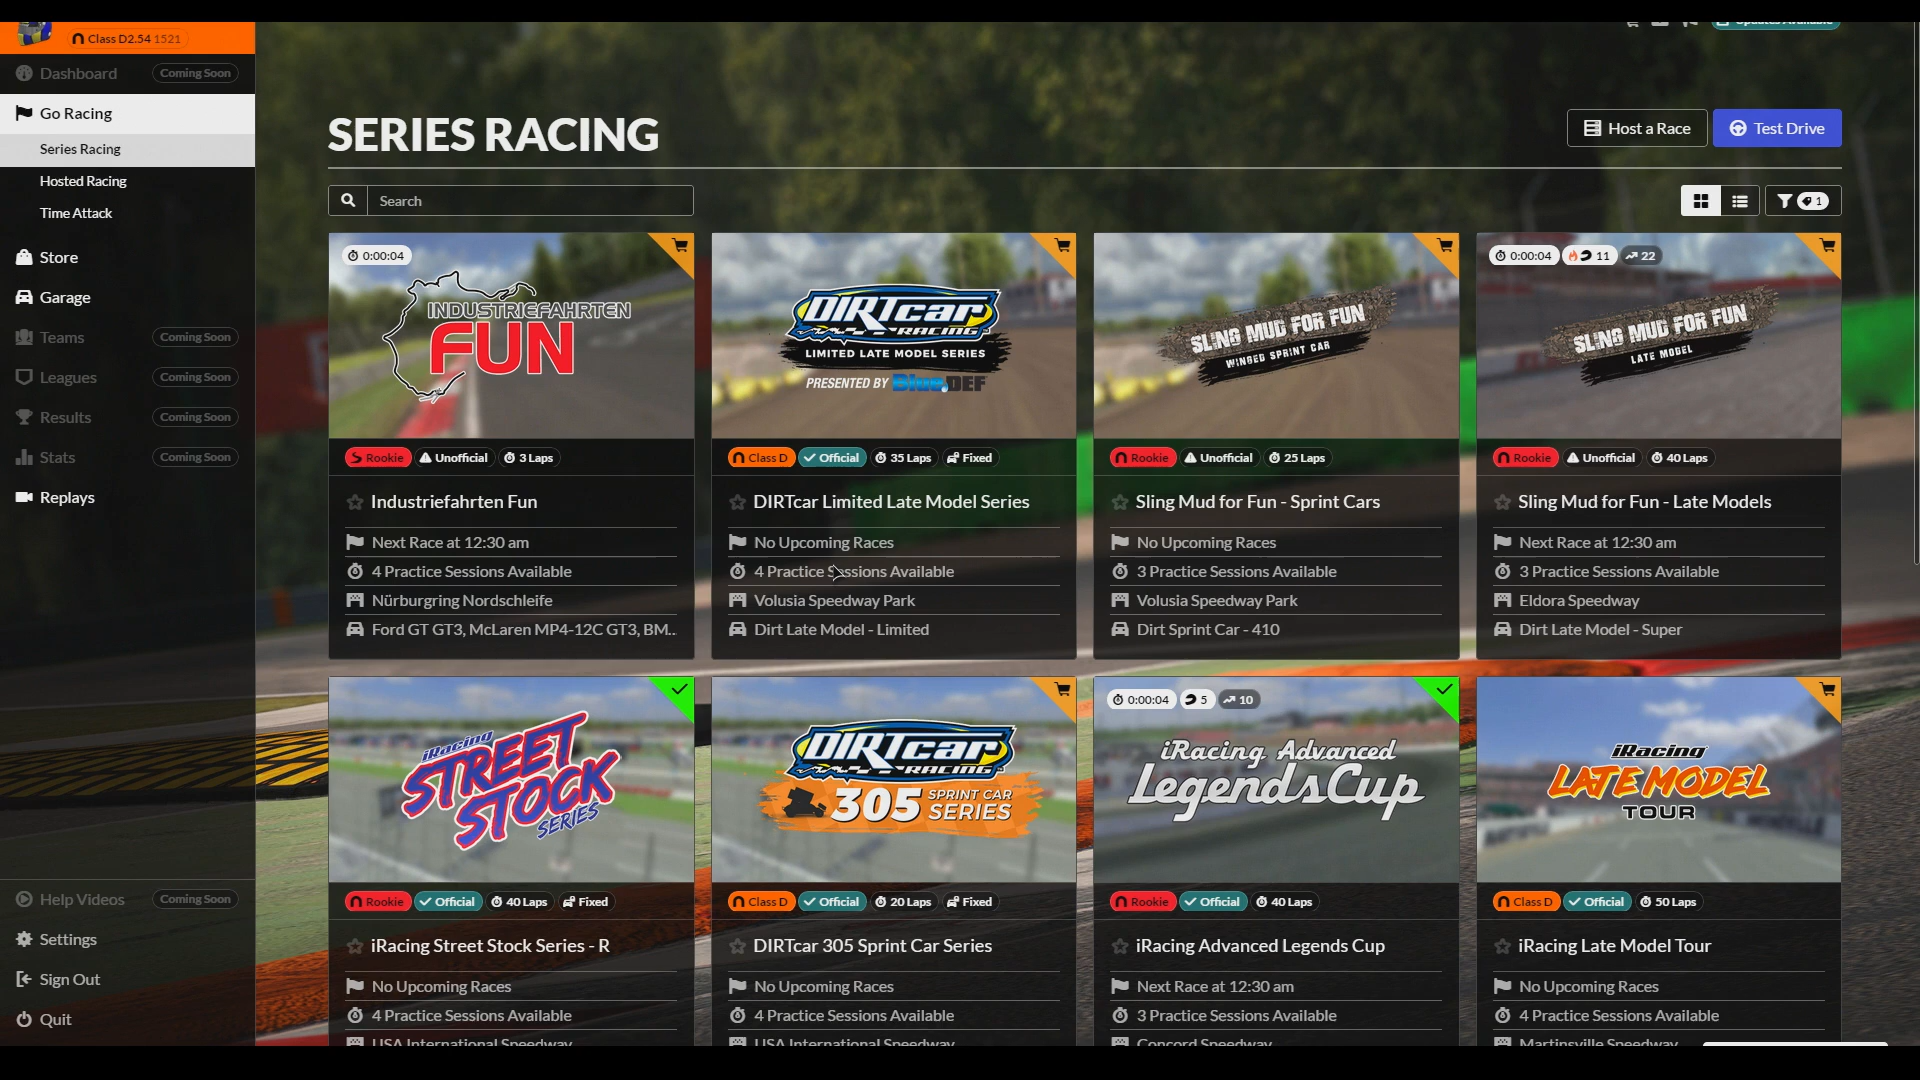 Class D2.54 1521
Updates Available
Dashboard
Coming Soon
Go Racing
Series Racing
Hosted Racing
Time Attack
Store
Garage
Teams
Coming Soon
Leagues
Coming Soon
Results
Coming Soon
Stats
Coming Soon
Replays
Help Videos
Coming Soon
Settings
Sign Out
Quit
SERIES RACING
Host a Race
Test Drive
Search
1
0:00:04
INDUSTRIEFAHRTEN
FUN
Rookie
Unofficial
3 Laps
Industriefahrten Fun
Next Race at 12:30 am
4 Practice Sessions Available
Nürburgring Nordschleife
Ford GT GT3, McLaren MP4-12C GT3, BM...
DIRTcar
RACING
LIMITED LATE MODEL SERIES
PRESENTED BY BlueDEF
Class D
Official
35 Laps
Fixed
DIRTcar Limited Late Model Series
No Upcoming Races
4 Practice Sessions Available
Volusia Speedway Park
Dirt Late Model - Limited
SLING MUD FOR FUN
WINGED SPRINT CAR
Rookie
Unofficial
25 Laps
Sling Mud for Fun - Sprint Cars
No Upcoming Races
3 Practice Sessions Available
Volusia Speedway Park
Dirt Sprint Car - 410
0:00:04
11
22
SLING MUD FOR FUN
LATE MODEL
Rookie
Unofficial
40 Laps
Sling Mud for Fun - Late Models
Next Race at 12:30 am
3 Practice Sessions Available
Eldora Speedway
Dirt Late Model - Super
iRacing
STREET
STOCK
SERIES
Rookie
Official
40 Laps
Fixed
iRacing Street Stock Series - R
No Upcoming Races
4 Practice Sessions Available
USA International Speedway
DIRTcar
RACING
305 SPRINT CAR
SERIES
Class D
Official
20 Laps
Fixed
DIRTcar 305 Sprint Car Series
No Upcoming Races
4 Practice Sessions Available
USA International Speedway
0:00:04
5
10
iRacing Advanced
LegendsCup
Rookie
Official
40 Laps
iRacing Advanced Legends Cup
Next Race at 12:30 am
3 Practice Sessions Available
Concord Speedway
iRacing
LATE MODEL
TOUR
Class D
Official
50 Laps
iRacing Late Model Tour
No Upcoming Races
4 Practice Sessions Available
Martinsville Speedway